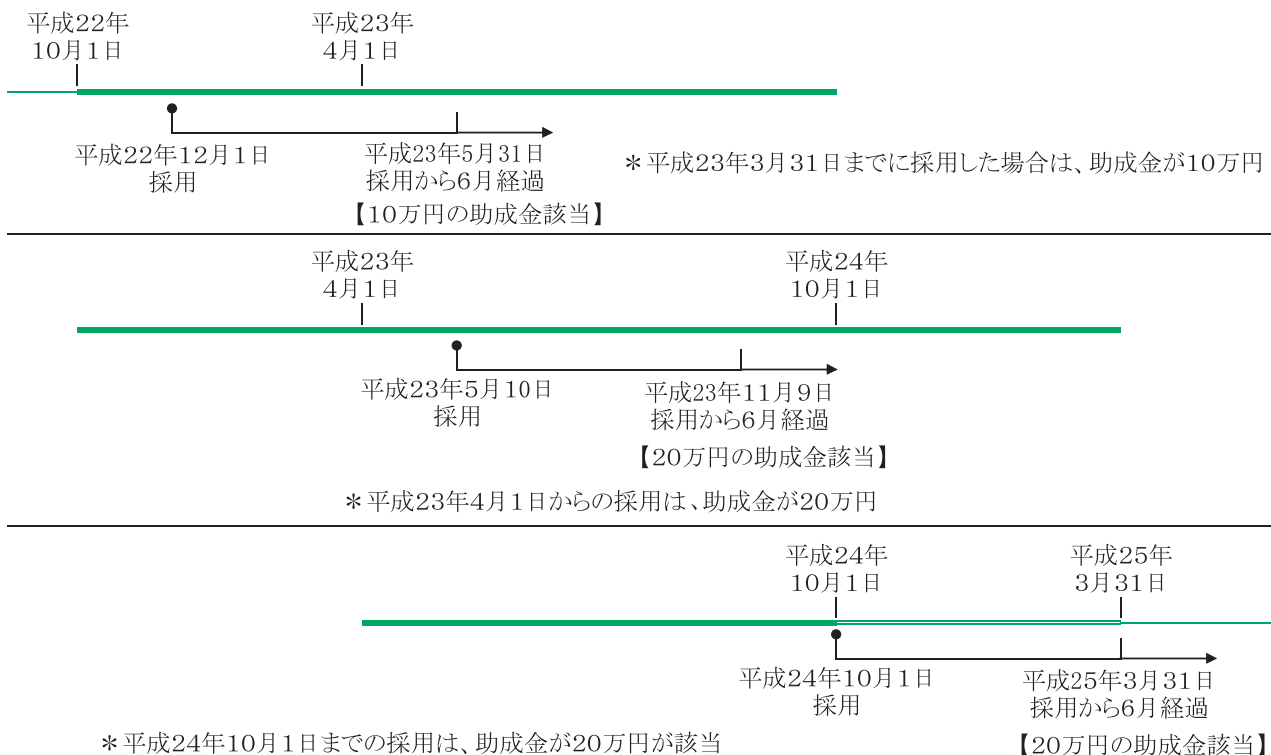 平成22年
10月1日
平成23年
4月1日
平成22年12月1日
採用
平成23年5月31日
採用から6月経過
【10万円の助成金該当】
＊平成23年3月31日までに採用した場合は、助成金が10万円
平成23年
4月1日
平成24年
10月1日
平成23年5月10日
採用
平成23年11月9日
採用から6月経過
【20万円の助成金該当】
＊平成23年4月1日からの採用は、助成金が20万円
平成24年
10月1日
平成25年
3月31日
平成24年10月1日
採用
平成25年3月31日
採用から6月経過
【20万円の助成金該当】
＊平成24年10月1日までの採用は、助成金が20万円が該当